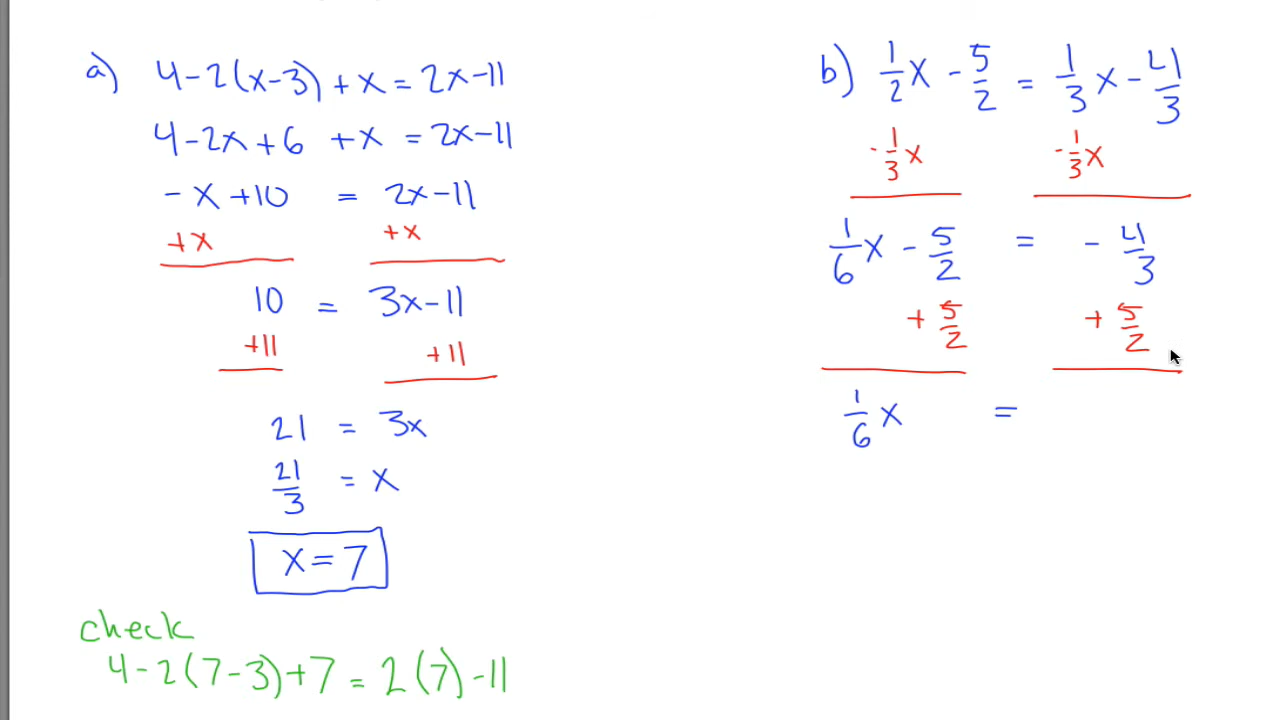 a) 4-2(x-3)+x=2x-11
4-2x+6 +x =2x-11
-x+10 = 2x-11
+x +x
10 = 3x-11
+11 +11
21 = 3x
21/3 = x
x=7
check
4-2(7-3)+7=2(7)-11
b) 1/2x - 5/2 = 1/3x - 4/3
-1/3x -1/3x
1/6x - 5/2 = - 4/3
+ 5/2 + 5/2
1/6x =